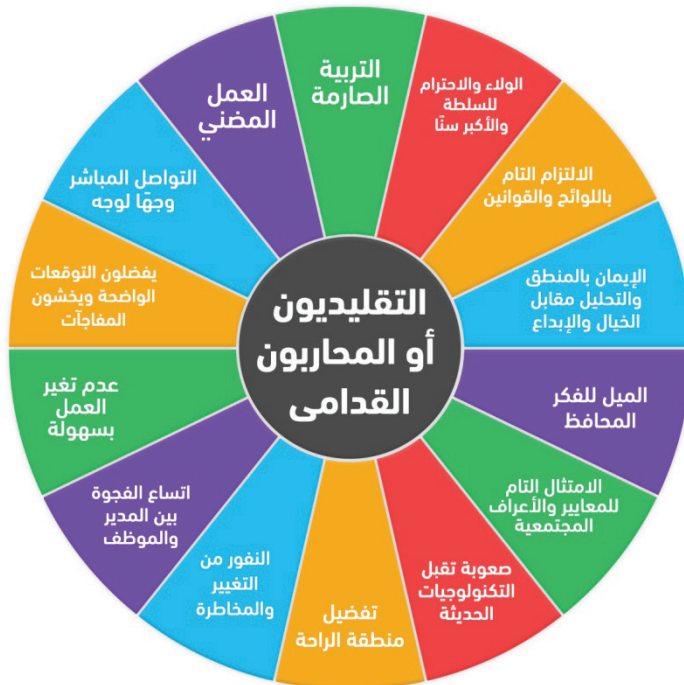 التقليديون
أو المحاربون
القدامى
التربية
الصارمة
الولاء والاحترام
للسلطة
والأكبر سنًا
الالتزام التام
باللوائح والقوانين
الإيمان بالمنطق
والتحليل مقابل
الخيال والإبداع
الميل للفكر
المحافظ
الامتثال التام
للمعايير والأعراف
المجتمعية
صعوبة تقبل
التكنولوجيات
الحديثة
تفضيل
منطقة الراحة
النفور من
التغيير
والمخاطرة
اتساع الفجوة
بين المدير
والموظف
عدم تغير
العمل
بسهولة
يفضلون التوقعات
الواضحة ويخشون
المفاجآت
التواصل المباشر
وجهًا لوجه
العمل
المضني